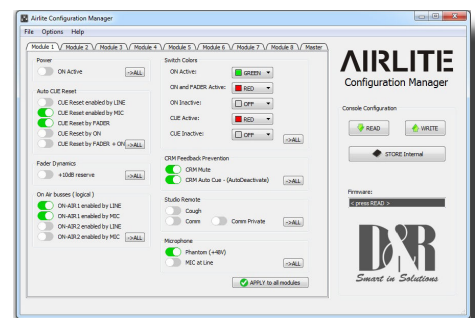 Airlite Configuration Manager
File Options Help
Module 1 Module 2 Module 3 Module 4 Module 5 Module 6 Module 7 Module 8 Master
Power
ON Active ->ALL
Auto CUE Reset
CUE Reset enabled by LINE
CUE Reset enabled by MIC
CUE Reset by FADER
CUE Reset by ON
CUE Reset by FADER + ON ->ALL
Fader Dynamics
+10dB reserve ->ALL
On Air busses ( logical )
ON-AIR1 enabled by LINE
ON-AIR1 enabled by MIC
ON-AIR2 enabled by LINE
ON-AIR2 enabled by MIC ->ALL
Switch Colors
ON Active: GREEN
ON and FADER Active: RED
ON Inactive: OFF
CUE Active: RED
CUE Inactive: OFF
->ALL
CRM Feedback Prevention
CRM Mute
CRM Auto Cue - (AutoDeactivate) ->ALL
Studio Remote
Cough
Comm Comm Private ->ALL
Microphone
Phantom (+48V)
MIC at Line ->ALL
APPLY to all modules
AIRLITE
Configuration Manager
Console Configuration
READ WRITE
STORE Internal
Firmware:
< press READ >
D&R
Smart in Solutions